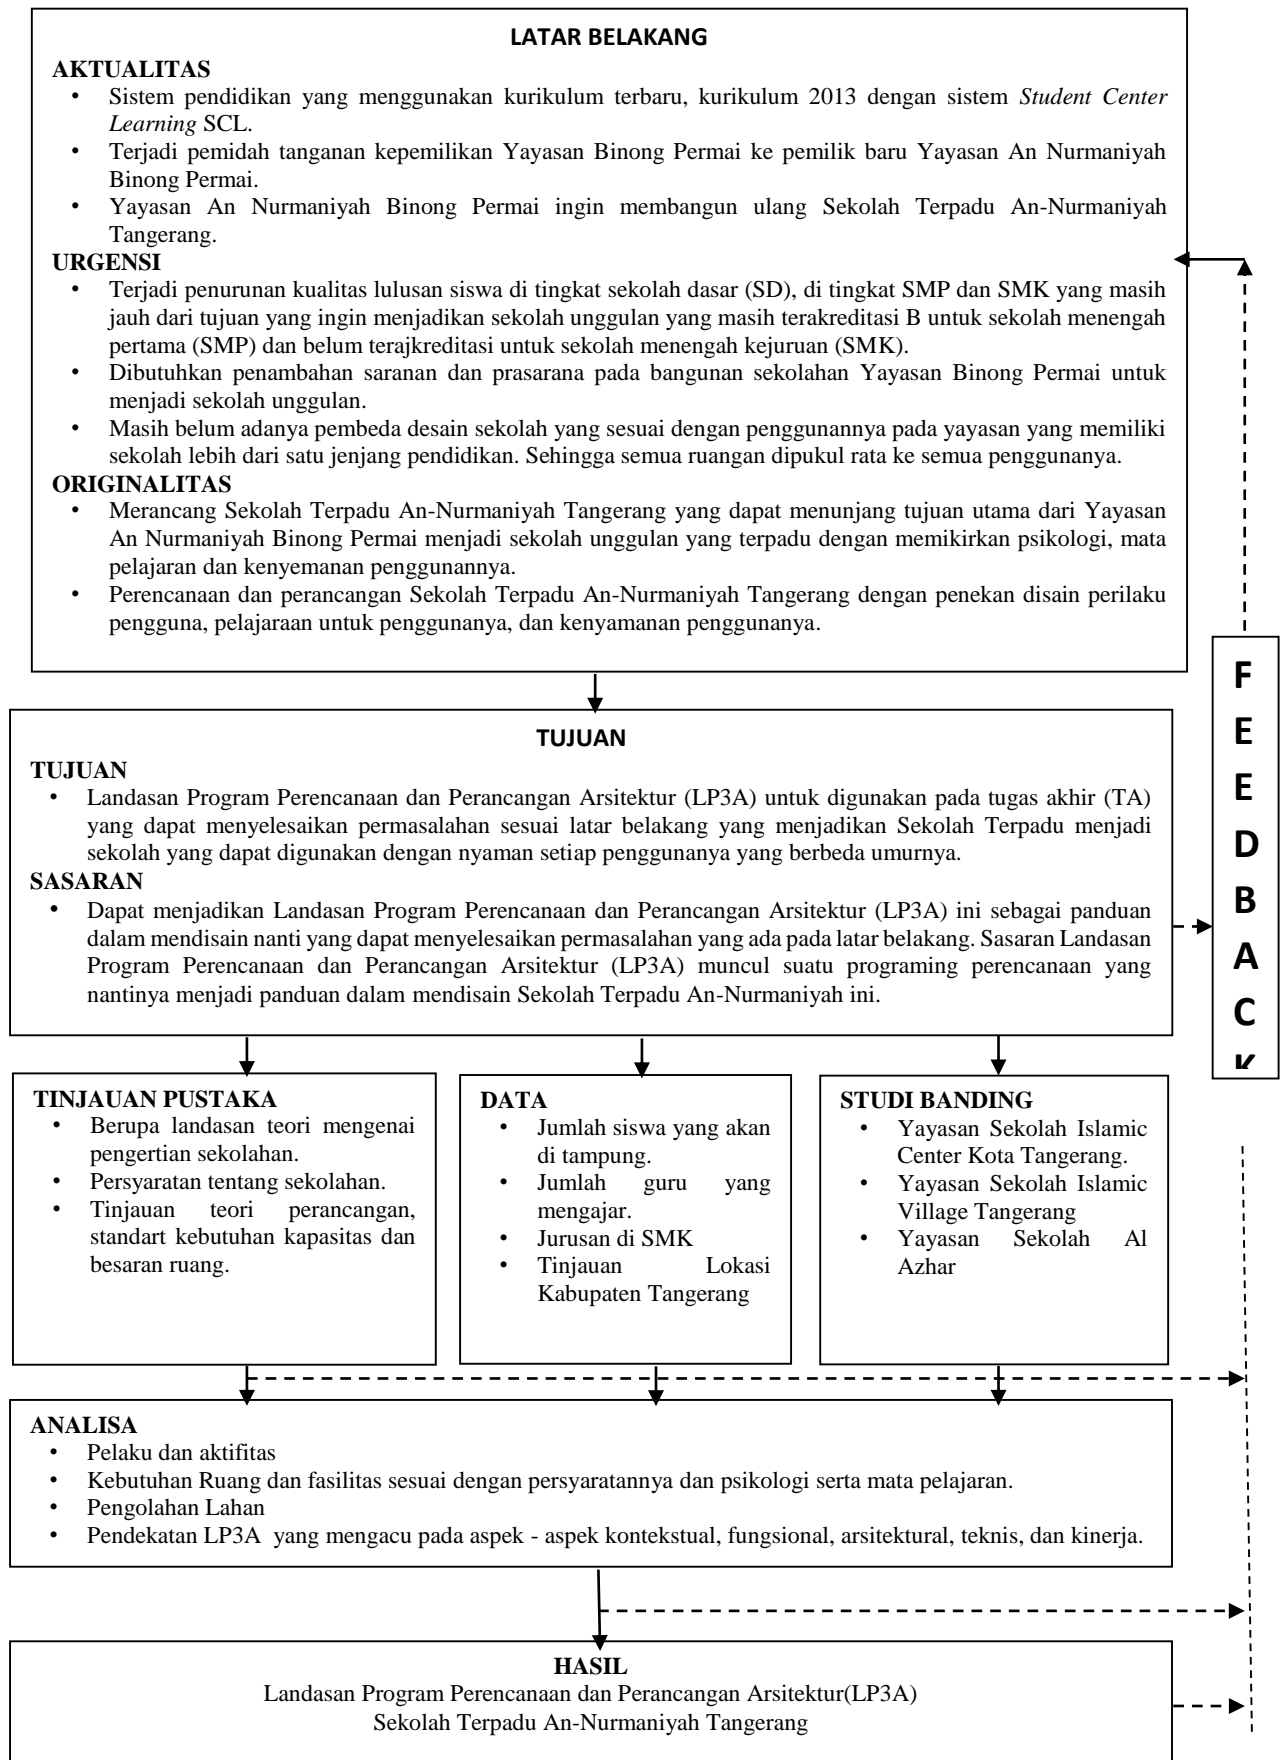 LATAR BELAKANG
AKTUALITAS
• Sistem pendidikan yang menggunakan kurikulum terbaru, kurikulum 2013 dengan sistem Student Center
Learning SCL.
• Terjadi pemidah tanganan kepemilikan Yayasan Binong Permai ke pemilik baru Yayasan An Nurmaniyah
Binong Permai.
• Yayasan An Nurmaniyah Binong Permai ingin membangun ulang Sekolah Terpadu An-Nurmaniyah
Tangerang.
URGENSI
• Terjadi penurunan kualitas lulusan siswa di tingkat sekolah dasar (SD), di tingkat SMP dan SMK yang masih
jauh dari tujuan yang ingin menjadikan sekolah unggulan yang masih terakreditasi B untuk sekolah menengah
pertama (SMP) dan belum terajkreditasi untuk sekolah menengah kejuruan (SMK).
• Dibutuhkan penambahan saranan dan prasarana pada bangunan sekolahan Yayasan Binong Permai untuk
menjadi sekolah unggulan.
• Masih belum adanya pembeda desain sekolah yang sesuai dengan penggunannya pada yayasan yang memiliki
sekolah lebih dari satu jenjang pendidikan. Sehingga semua ruangan dipukul rata ke semua penggunanya.
ORIGINALITAS
• Merancang Sekolah Terpadu An-Nurmaniyah Tangerang yang dapat menunjang tujuan utama dari Yayasan
An Nurmaniyah Binong Permai menjadi sekolah unggulan yang terpadu dengan memikirkan psikologi, mata
pelajaran dan kenyemanan penggunannya.
• Perencanaan dan perancangan Sekolah Terpadu An-Nurmaniyah Tangerang dengan penekan disain perilaku
pengguna, pelajaraan untuk penggunanya, dan kenyamanan penggunanya.
TUJUAN
TUJUAN
• Landasan Program Perencanaan dan Perancangan Arsitektur (LP3A) untuk digunakan pada tugas akhir (TA)
yang dapat menyelesaikan permasalahan sesuai latar belakang yang menjadikan Sekolah Terpadu menjadi
sekolah yang dapat digunakan dengan nyaman setiap penggunanya yang berbeda umurnya.
SASARAN
• Dapat menjadikan Landasan Program Perencanaan dan Perancangan Arsitektur (LP3A) ini sebagai panduan
dalam mendisain nanti yang dapat menyelesaikan permasalahan yang ada pada latar belakang. Sasaran Landasan
Program Perencanaan dan Perancangan Arsitektur (LP3A) muncul suatu programing perencanaan yang
nantinya menjadi panduan dalam mendisain Sekolah Terpadu An-Nurmaniyah ini.
F
E
E
D
B
A
C
K
TINJAUAN PUSTAKA
• Berupa landasan teori mengenai
pengertian sekolahan.
• Persyaratan tentang sekolahan.
• Tinjauan teori perancangan,
standart kebutuhan kapasitas dan
besaran ruang.
DATA
• Jumlah siswa yang akan
di tampung.
• Jumlah guru yang
mengajar.
• Jurusan di SMK
• Tinjauan Lokasi
Kabupaten Tangerang
STUDI BANDING
• Yayasan Sekolah Islamic
Center Kota Tangerang.
• Yayasan Sekolah Islamic
Village Tangerang
• Yayasan Sekolah Al
Azhar
ANALISA
• Pelaku dan aktifitas
• Kebutuhan Ruang dan fasilitas sesuai dengan persyaratannya dan psikologi serta mata pelajaran.
• Pengolahan Lahan
• Pendekatan LP3A yang mengacu pada aspek - aspek kontekstual, fungsional, arsitektural, teknis, dan kinerja.
HASIL
Landasan Program Perencanaan dan Perancangan Arsitektur(LP3A)
Sekolah Terpadu An-Nurmaniyah Tangerang